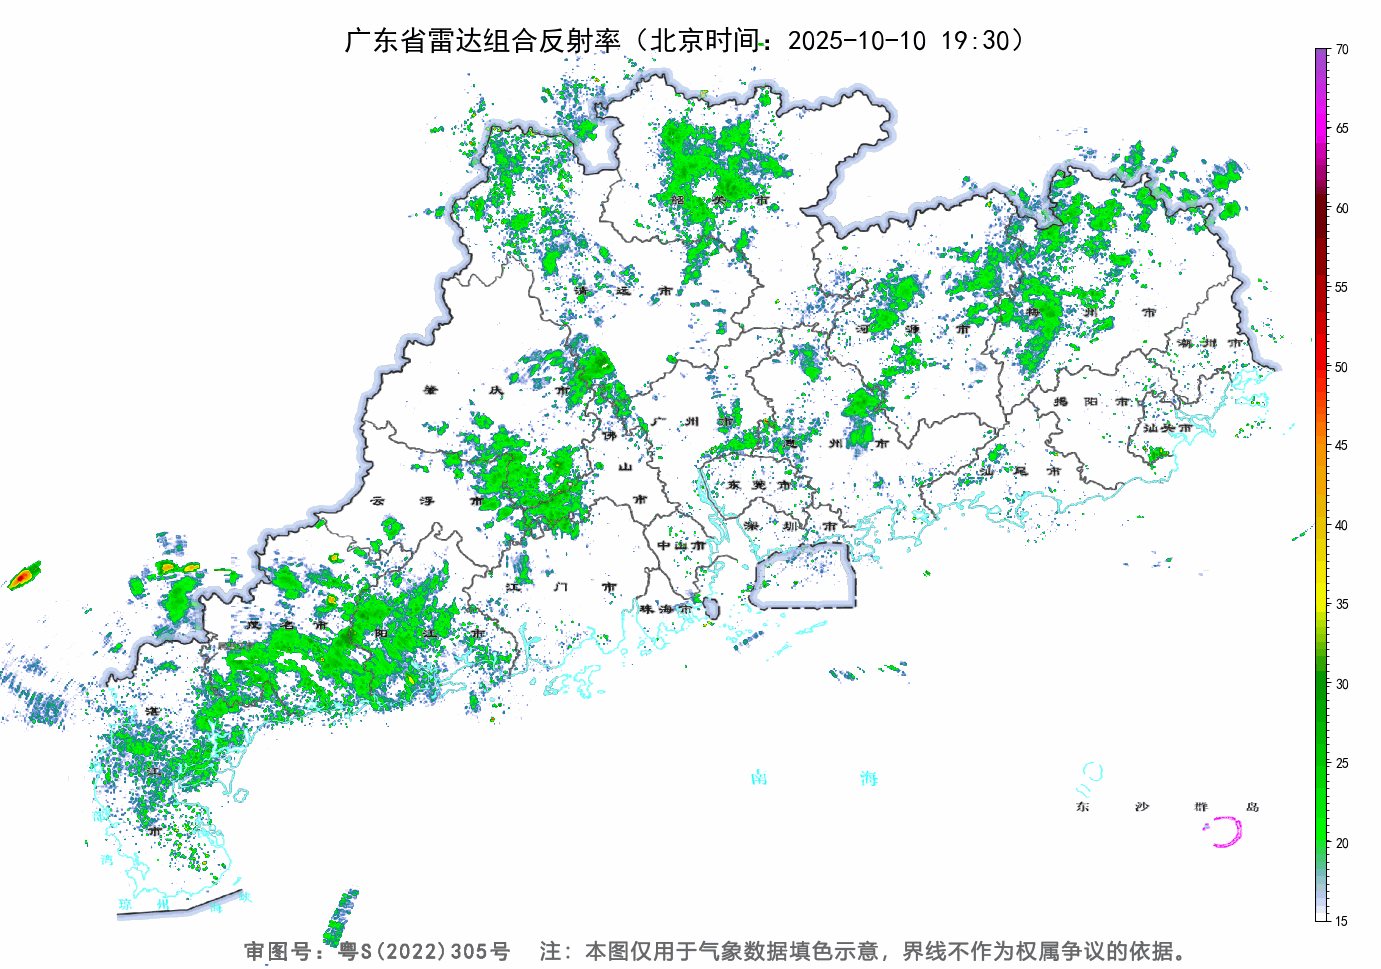 广东省雷达组合反射率（北京时间：2025-10-10 19:30）
70
65
60
55
50
45
40
35
30
25
20
15
韶关市
清远市
河源市
梅州市
潮州市
肇庆市
广州市
惠州市
揭阳市
汕头市
佛山市
云浮市
东莞市
汕尾市
深圳市
中山市
江门市
珠海市
茂名市
阳江市
湛江市
南海
东沙群岛
琼州海峡
审图号：粤S(2022)305号 注：本图仅用于气象数据填色示意，界线不作为权属争议的依据。